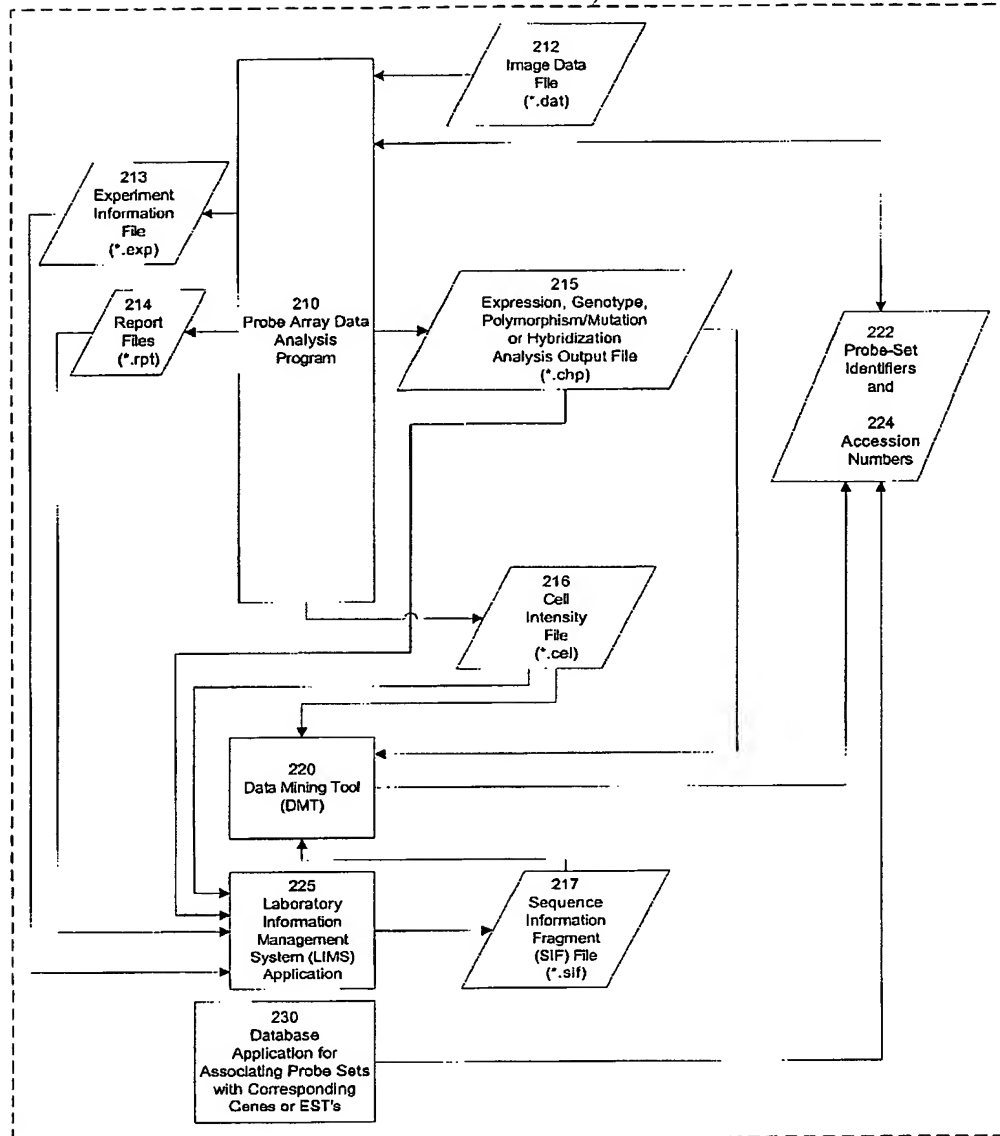 212
Image Data
File
(*.dat)
213
Experiment
Information
File
(*.exp)
214
Report
Files
(*.rpt)
210
Probe Array Data
Analysis
Program
215
Expression, Genotype,
Polymorphism/Mutation
or Hybridization
Analysis Output File
(*.chp)
222
Probe-Set
Identifiers
and
224
Accession
Numbers
216
Cell
Intensity
File
(*.cel)
220
Data Mining Tool
(DMT)
225
Laboratory
Information
Management
System (LIMS)
Application
217
Sequence
Information
Fragment
(SIF) File
(*.sif)
230
Database
Application for
Associating Probe Sets
with Corresponding
Genes or EST's